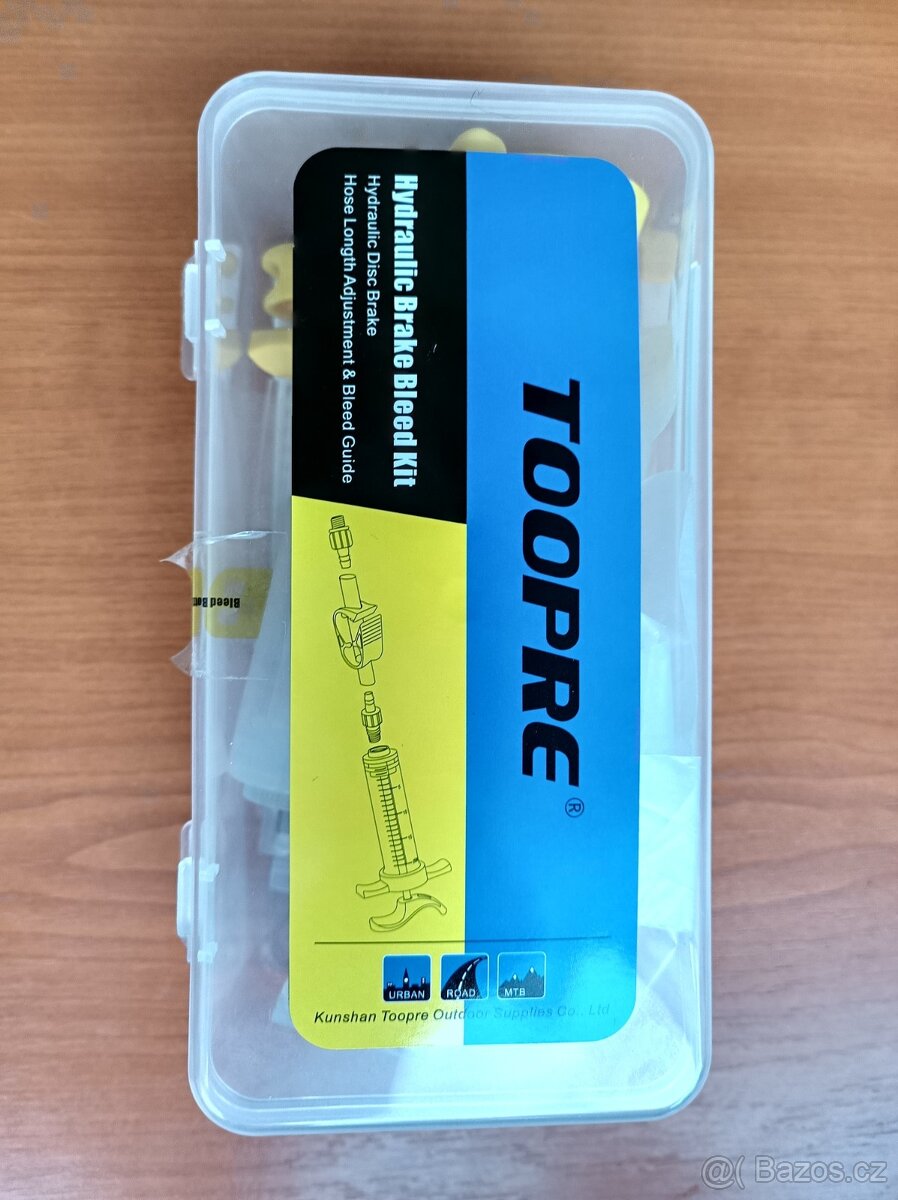 TOOPRE®
Hydraulic Brake Bleed Kit
Hydraulic Disc Brake
Hose Length Adjustment & Bleed Guide
URBAN
ROAD
MTB
Kunshan Toopre Outdoor Supplies Co., Ltd
Bleed
@( Bazos.cz